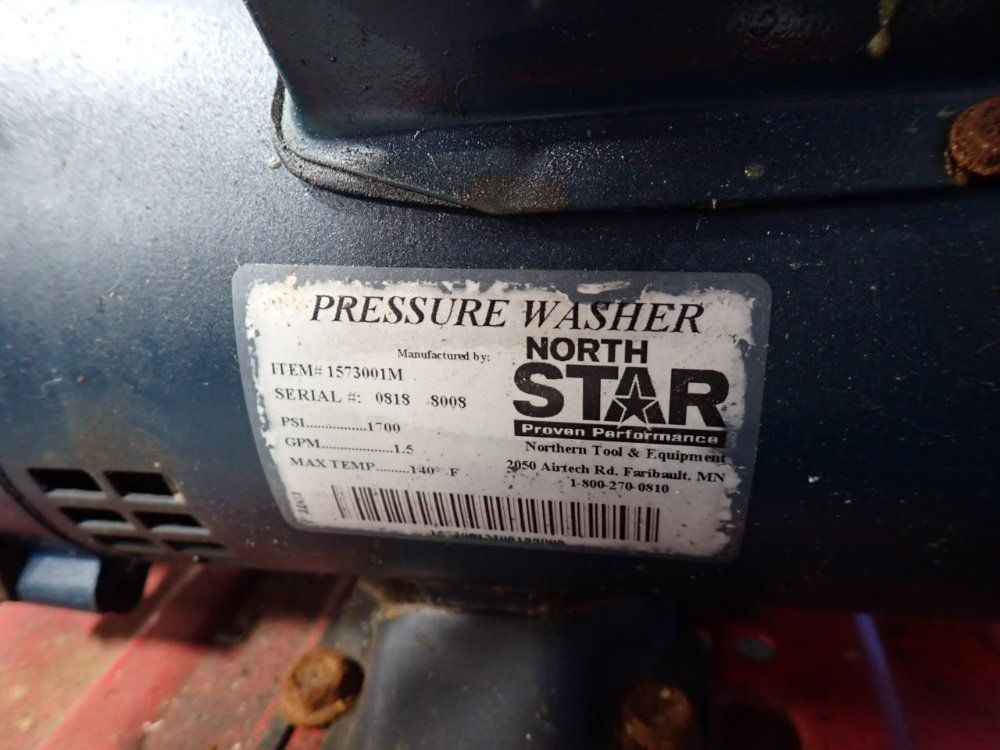 PRESSURE WASHER
Manufactured by:
NORTH
STAR
Proven Performance
ITEM# 1573001M
SERIAL #: 0818 8008
PSI...............1700
GPM......................1.5
MAX TEMP.........140° F
Northern Tool & Equipment
2050 Airtech Rd. Faribault, MN
1-800-270-0810